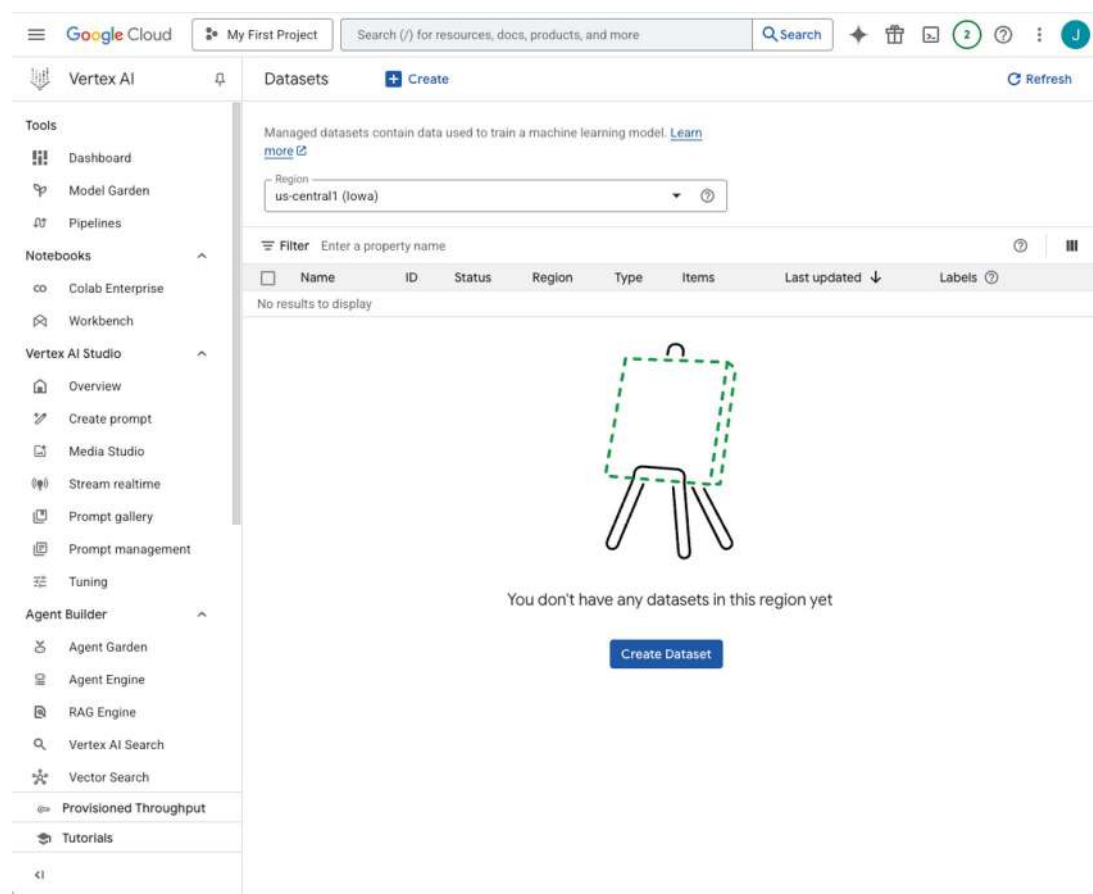 Google Cloud
My First Project
Search (/) for resources, docs, products, and more
Search
2
J
Vertex AI
Datasets
Create
Refresh
Tools
Dashboard
Model Garden
Pipelines
Notebooks
Colab Enterprise
Workbench
Vertex AI Studio
Overview
Create prompt
Media Studio
Stream realtime
Prompt gallery
Prompt management
Tuning
Agent Builder
Agent Garden
Agent Engine
RAG Engine
Vertex AI Search
Vector Search
Provisioned Throughput
Tutorials
Managed datasets contain data used to train a machine learning model. Learn
more
Region
us-central1 (Iowa)
Filter Enter a property name
Name ID Status Region Type Items Last updated Labels
No results to display
You don't have any datasets in this region yet
Create Dataset